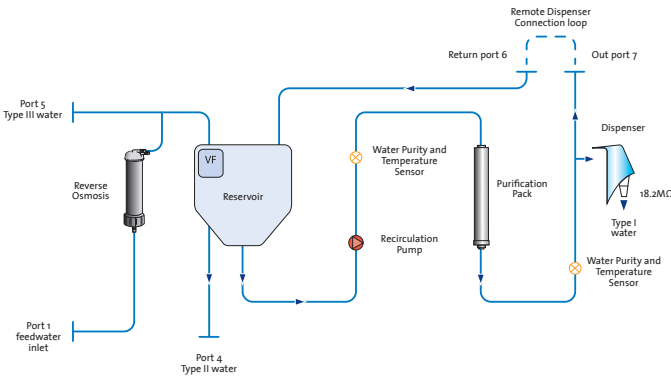 Remote Dispenser
Connection loop
Return port 6
Out port 7
Port 5
Type III water
Dispenser
VF
Water Purity and
Temperature
Sensor
Reverse
Osmosis
Reservoir
Purification
Pack
18.2MΩ
Type I
water
Recirculation
Pump
Water Purity and
Temperature
Sensor
Port 1
feedwater
inlet
Port 4
Type II water